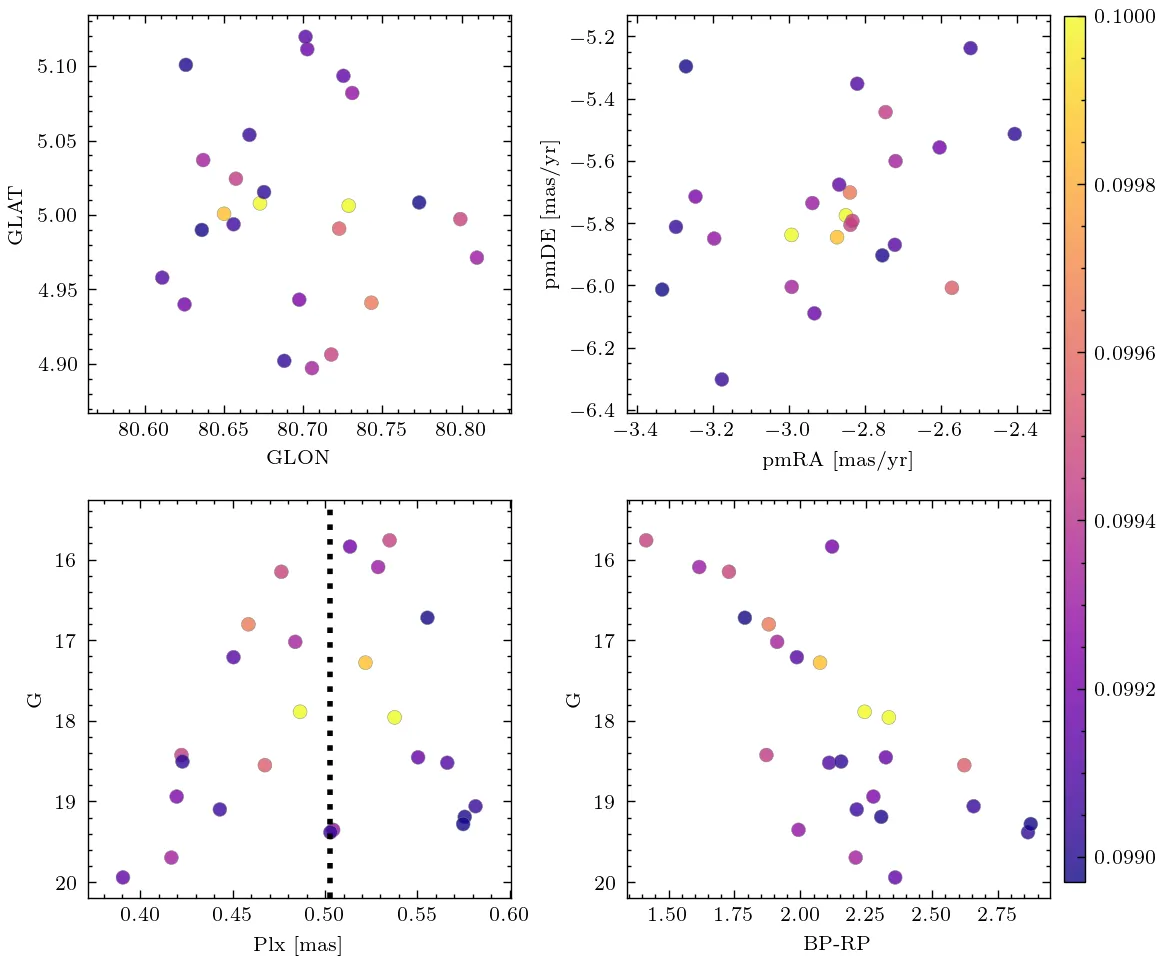 5.10
5.05
5.00
4.95
4.90
GLAT
80.60 80.65 80.70 80.75 80.80
GLON
−5.2
−5.4
−5.6
−5.8
−6.0
−6.2
−6.4
pmDE [mas/yr]
−3.4 −3.2 −3.0 −2.8 −2.6 −2.4
pmRA [mas/yr]
16
17
18
19
20
G
0.40 0.45 0.50 0.55 0.60
Plx [mas]
16
17
18
19
20
G
1.50 1.75 2.00 2.25 2.50 2.75
BP-RP
0.1000
0.0998
0.0996
0.0994
0.0992
0.0990